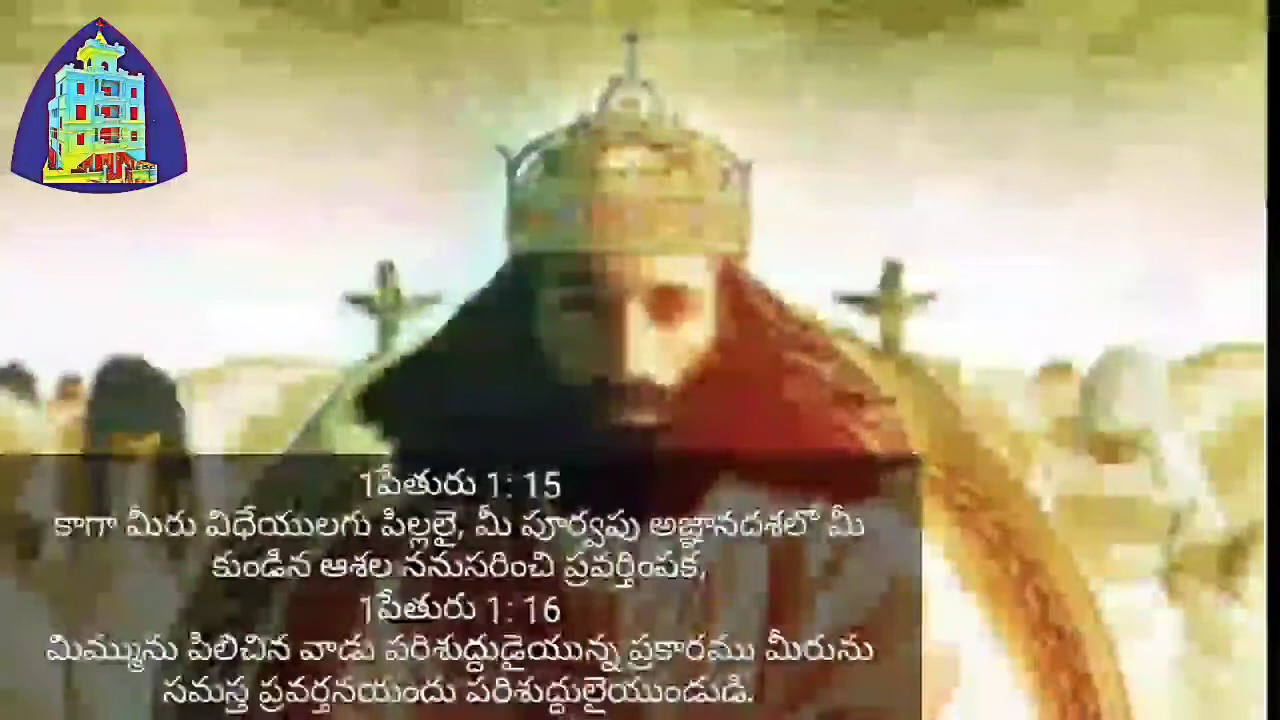 1పేతురు 1: 15
కాగా మీరు విధేయులగు పిల్లలై, మీ పూర్వపు అజ్ఞానదశలో మీ
కుండిన ఆశల ననుసరించి ప్రవర్తింపక,
1పేతురు 1: 16
మిమ్మును పిలిచిన వాడు పరిశుద్ధుడైయున్న ప్రకారము మీరును
సమస్త ప్రవర్తనయందు పరిశుద్ధులైయుండుడి.